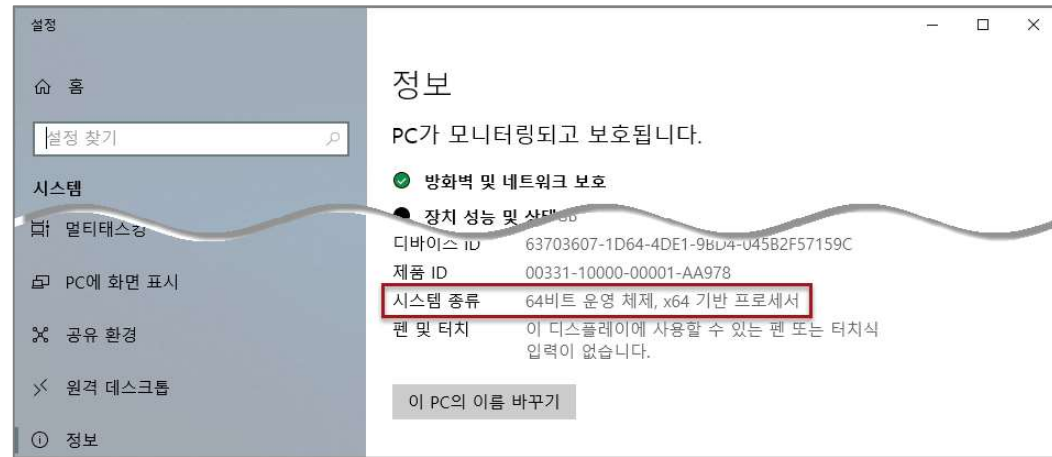 설정
홈
설정 찾기
시스템
멀티태스킹
PC에 화면 표시
공유 환경
원격 데스크톱
정보
정보
PC가 모니터링되고 보호됩니다.
방화벽 및 네트워크 보호
장치 성능 및 상태
디바이스 ID 63703607-1D64-4DE1-9BD4-045B2F57159C
제품 ID 00331-10000-00001-AA978
시스템 종류 64비트 운영 체제, x64 기반 프로세서
펜 및 터치 이 디스플레이에 사용할 수 있는 펜 또는 터치식
입력이 없습니다.
이 PC의 이름 바꾸기